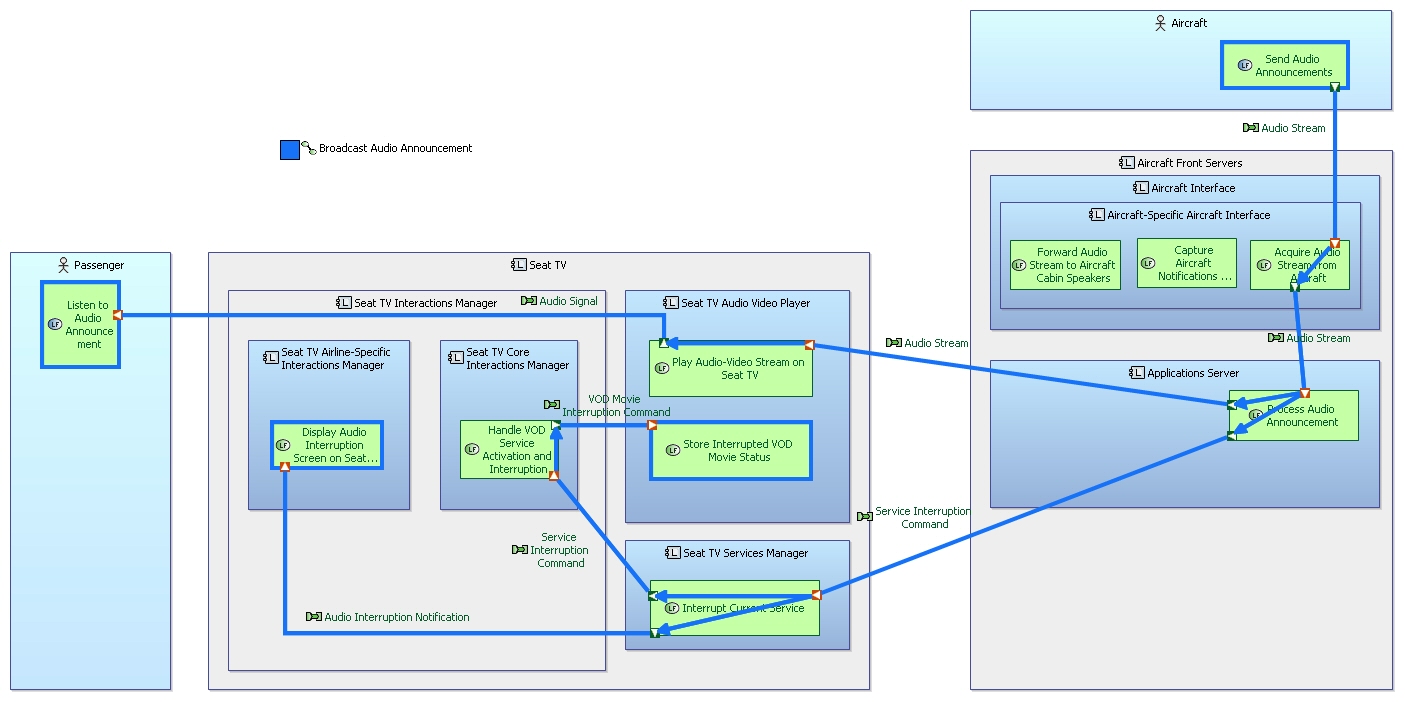 Aircraft
Send Audio
Announcements
Audio Stream
Broadcast Audio Announcement
Aircraft Front Servers
Aircraft Interface
Aircraft-Specific Aircraft Interface
Forward Audio
Stream to Aircraft
Cabin Speakers
Capture
Aircraft
Notifications ...
Acquire Audio
Stream from
Aircraft
Passenger
Listen to
Audio
Announce
ment
Seat TV
Seat TV Interactions Manager
Audio Signal
Seat TV Audio Video Player
Seat TV Airline-Specific
Interactions Manager
Seat TV Core
Interactions Manager
Play Audio-Video Stream on
Seat TV
Audio Stream
Audio Stream
Applications Server
Process Audio
Announcement
VOD Movie
Interruption Command
Display Audio
Interruption
Screen on Seat...
Handle VOD
Service
Activation and
Interruption
Store Interrupted VOD
Movie Status
Service Interruption
Command
Service
Interruption
Command
Seat TV Services Manager
Interrupt Current Service
Audio Interruption Notification